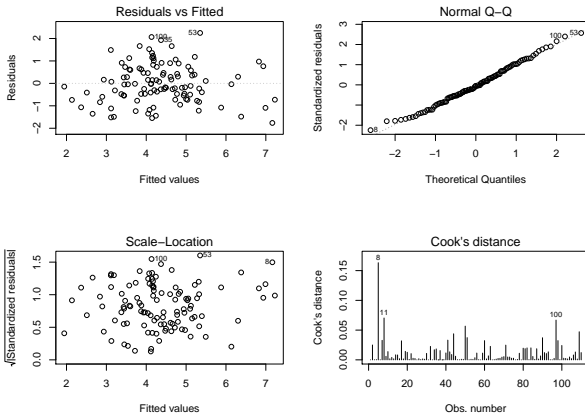 Residuals vs Fitted
Residuals
2
1
0
−1
−2
100
35
53
2 3 4 5 6 7
Fitted values
Normal Q−Q
Standardized residuals
3
2
1
0
−2
8
100
53
−2 −1 0 1 2
Theoretical Quantiles
Scale−Location
√|Standardized residuals|
1.5
1.0
0.5
0.0
100
53
8
2 3 4 5 6 7
Fitted values
Cook's distance
Cook's distance
0.15
0.10
0.05
0.00
8
11
100
0 20 40 60 80 100
Obs. number